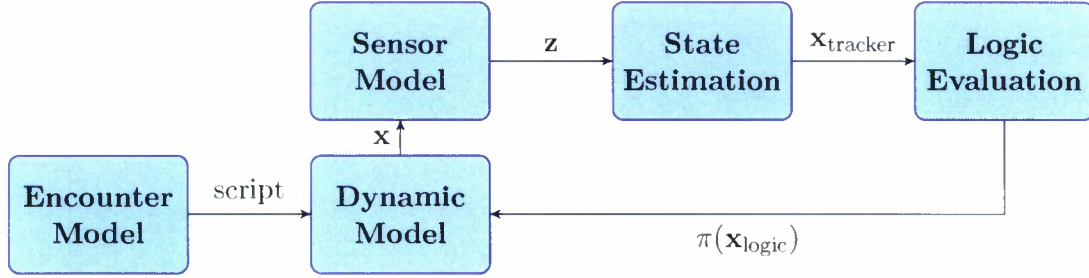 Sensor
Model
z
State
Estimation
x_tracker
Logic
Evaluation
x
Encounter
Model
script
Dynamic
Model
π(x_logic)